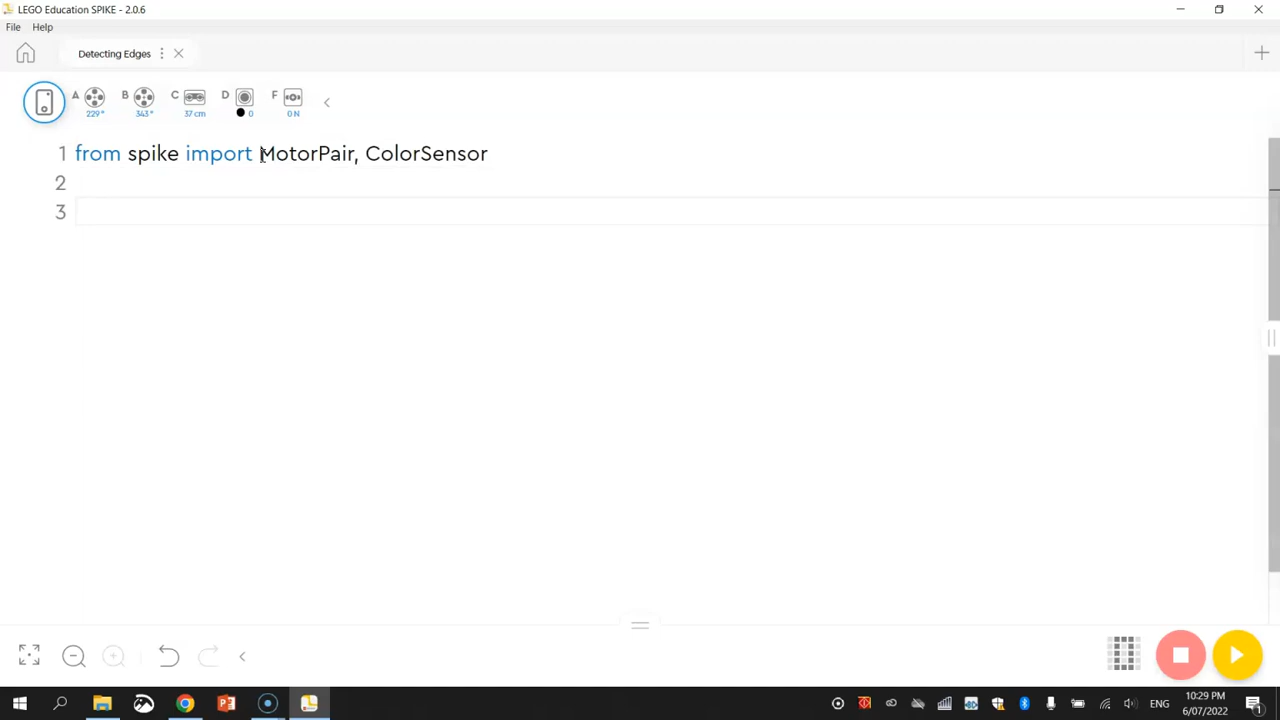 LEGO Education SPIKE - 2.0.6
File Help
Detecting Edges
A 229° B 343° C 37 cm D 0 F 0 N
1 from spike import MotorPair, ColorSensor
2
3
10:29 PM
ENG
6/07/2022
1